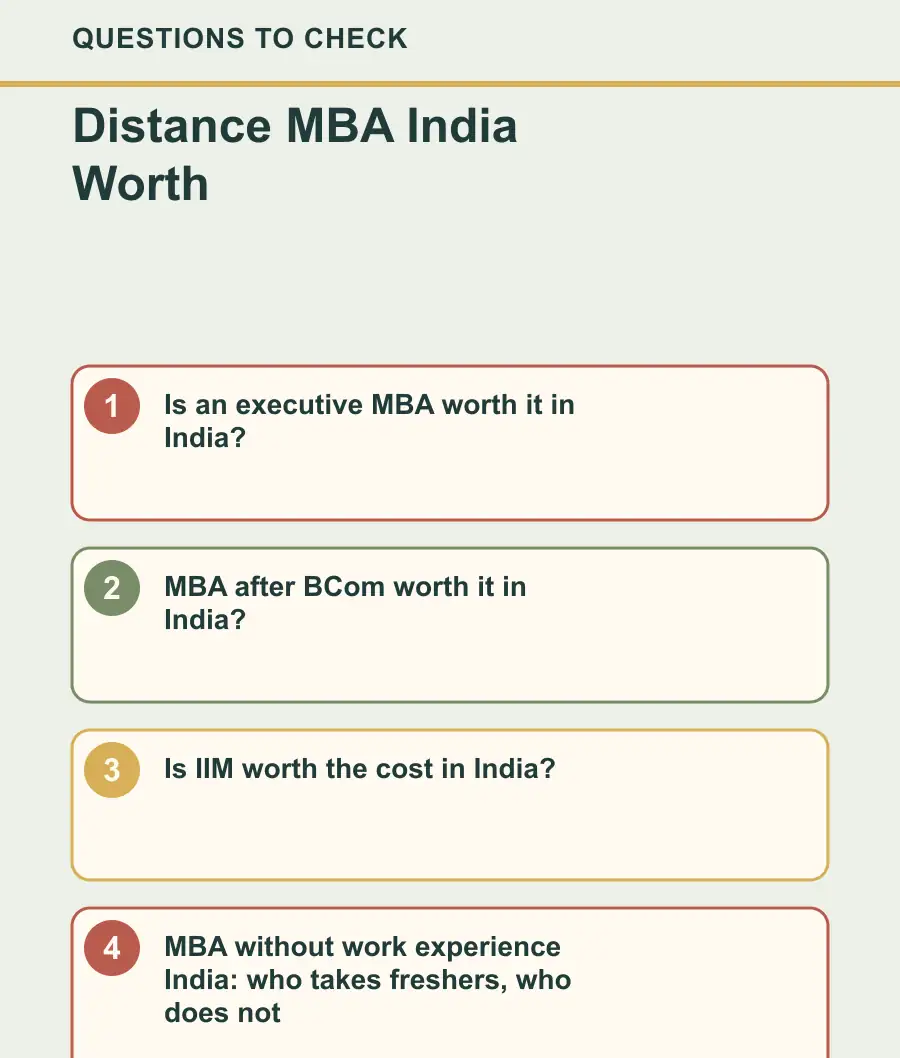 QUESTIONS TO CHECK
Distance MBA India
Worth
1
Is an executive MBA worth it in
India?
2
MBA after BCom worth it in
India?
3
Is IIM worth the cost in India?
4
MBA without work experience
India: who takes freshers, who
does not